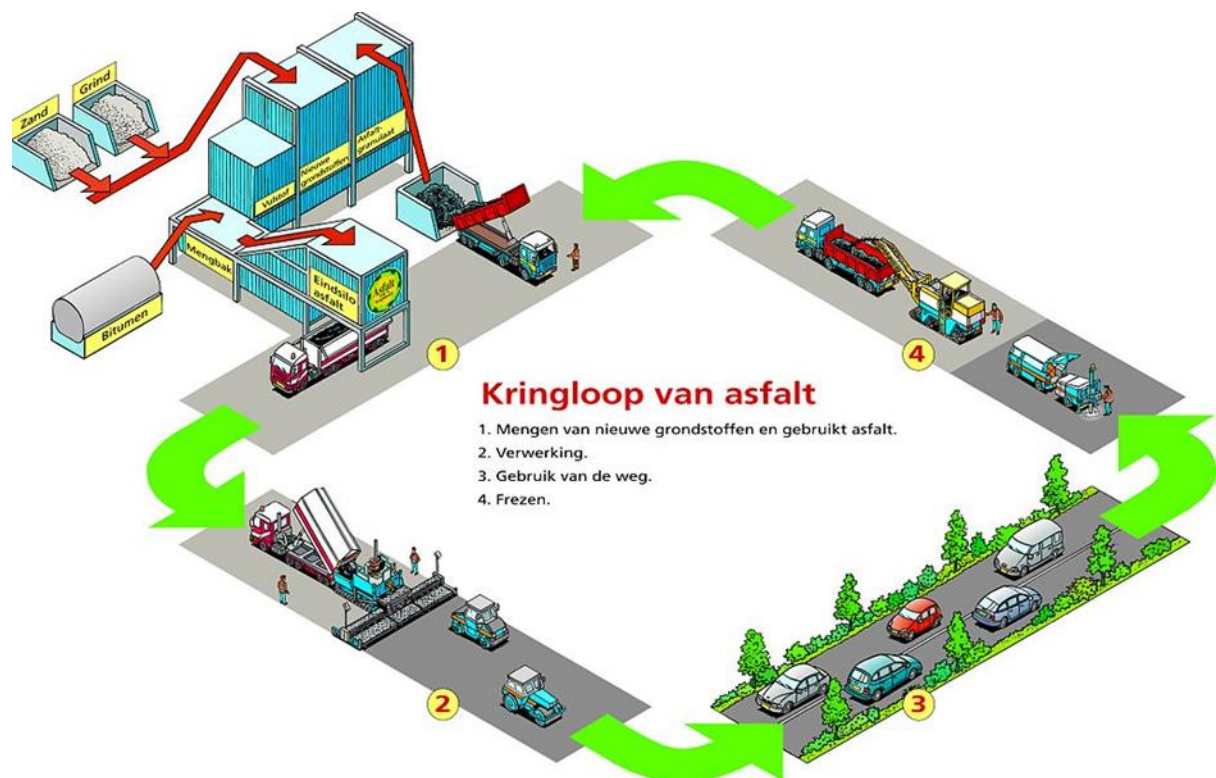 Zand
Grind
Vulstof
Nieuwe
grondstoffen
Asfalt-
granulaat
Mengbak
Eindsilo
asfalt
Asfalt
Bitumen
1
4
Kringloop van asfalt
1. Mengen van nieuwe grondstoffen en gebruikt asfalt.
2. Verwerking.
3. Gebruik van de weg.
4. Frezen.
2
3